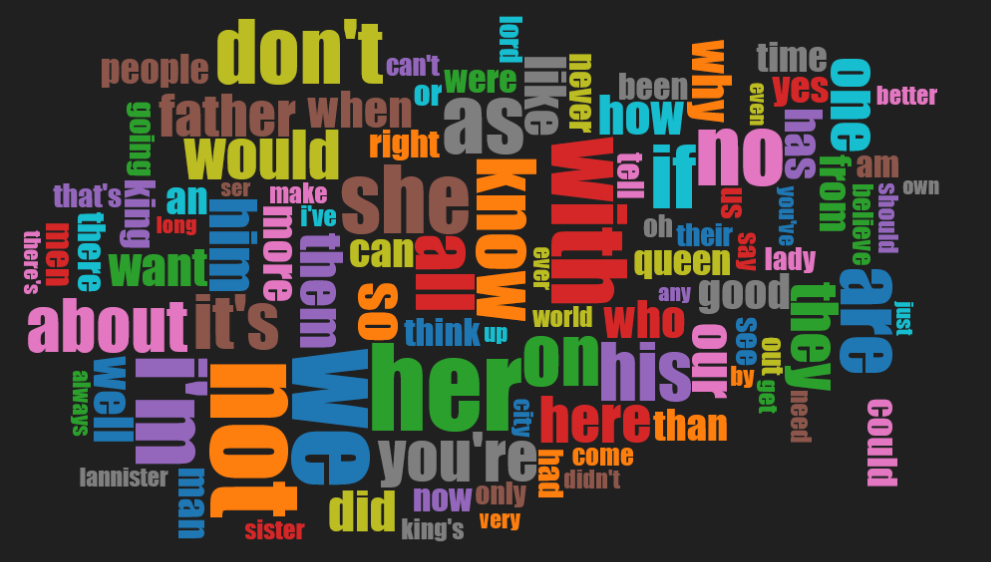 people
don't
can't
lord
were
or
like
never
been
why
time
even
yes
one
better
going
father
when
would
right
as
how
no
has
from
am
that's
king
an
ser
make
long
i've
him
more
she
know
with
tell
if
us
oh
their
you've
say
believe
should
own
there's
men
there
want
them
can
all
ever
queen
lady
about
it's
so
think
up
world
any
good
who
they
are
just
always
well
i'm
not
we
her
on
his
our
see
by
out
get
need
could
lannister
man
sister
did
you're
king's
now
only
very
city
here
than
had
come
didn't